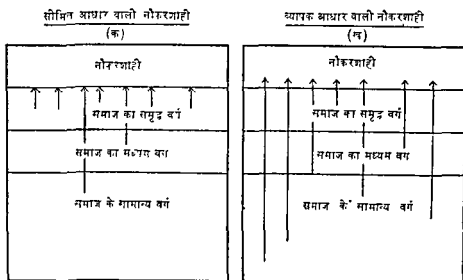 सीमित आधार वाली नौकरशाही
(क)
नौकरशाही
समाज का समृद्ध वर्ग
समाज का मध्यम वर्ग
समाज के सामान्य वर्ग
व्यापक आधार वाली नौकरशाही
(ख)
नौकरशाही
समाज का समृद्ध वर्ग
समाज का मध्यम वर्ग
समाज के सामान्य वर्ग